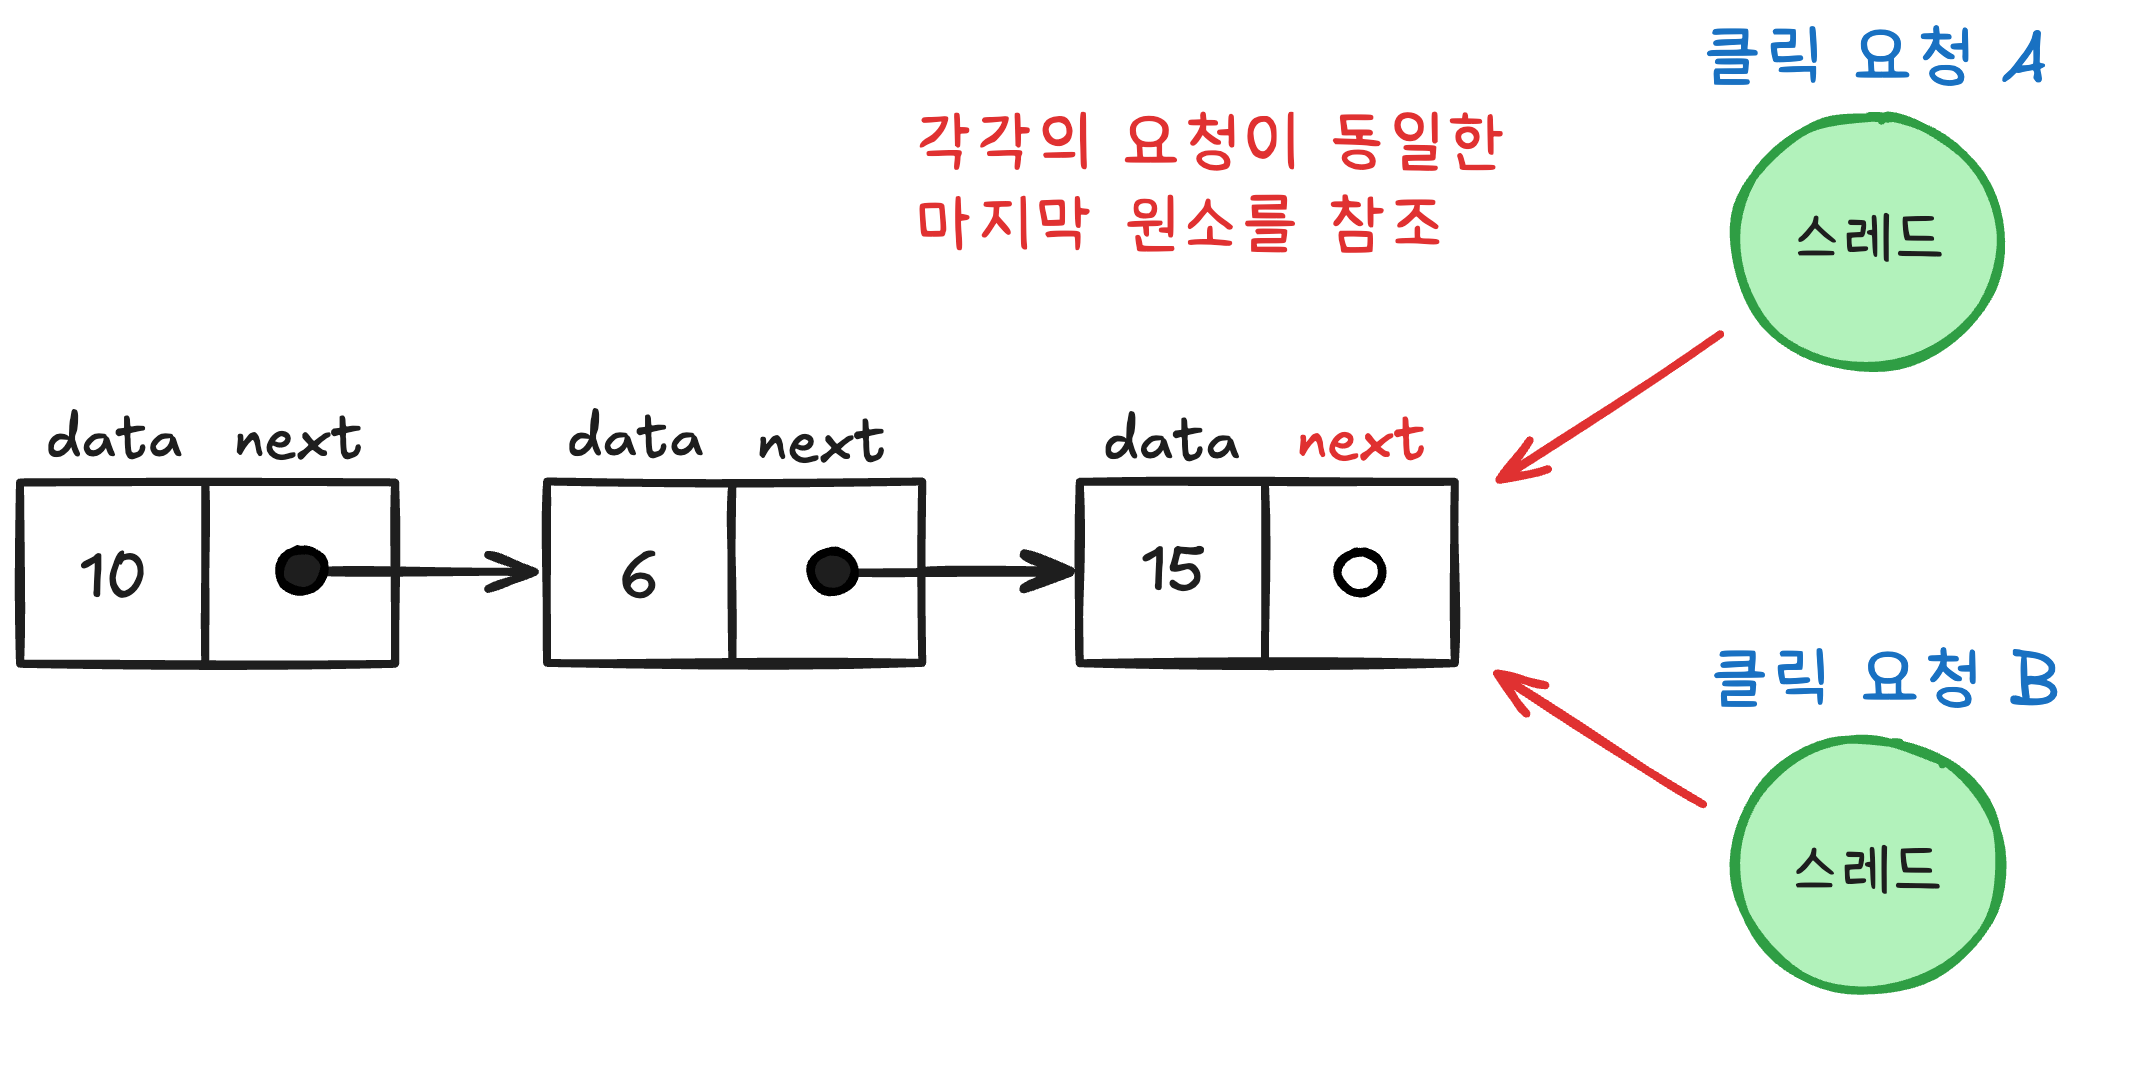 클릭 요청 A
각각의 요청이 동일한
마지막 원소를 참조
스레드
data next data next data next
10 6 15
클릭 요청 B
스레드